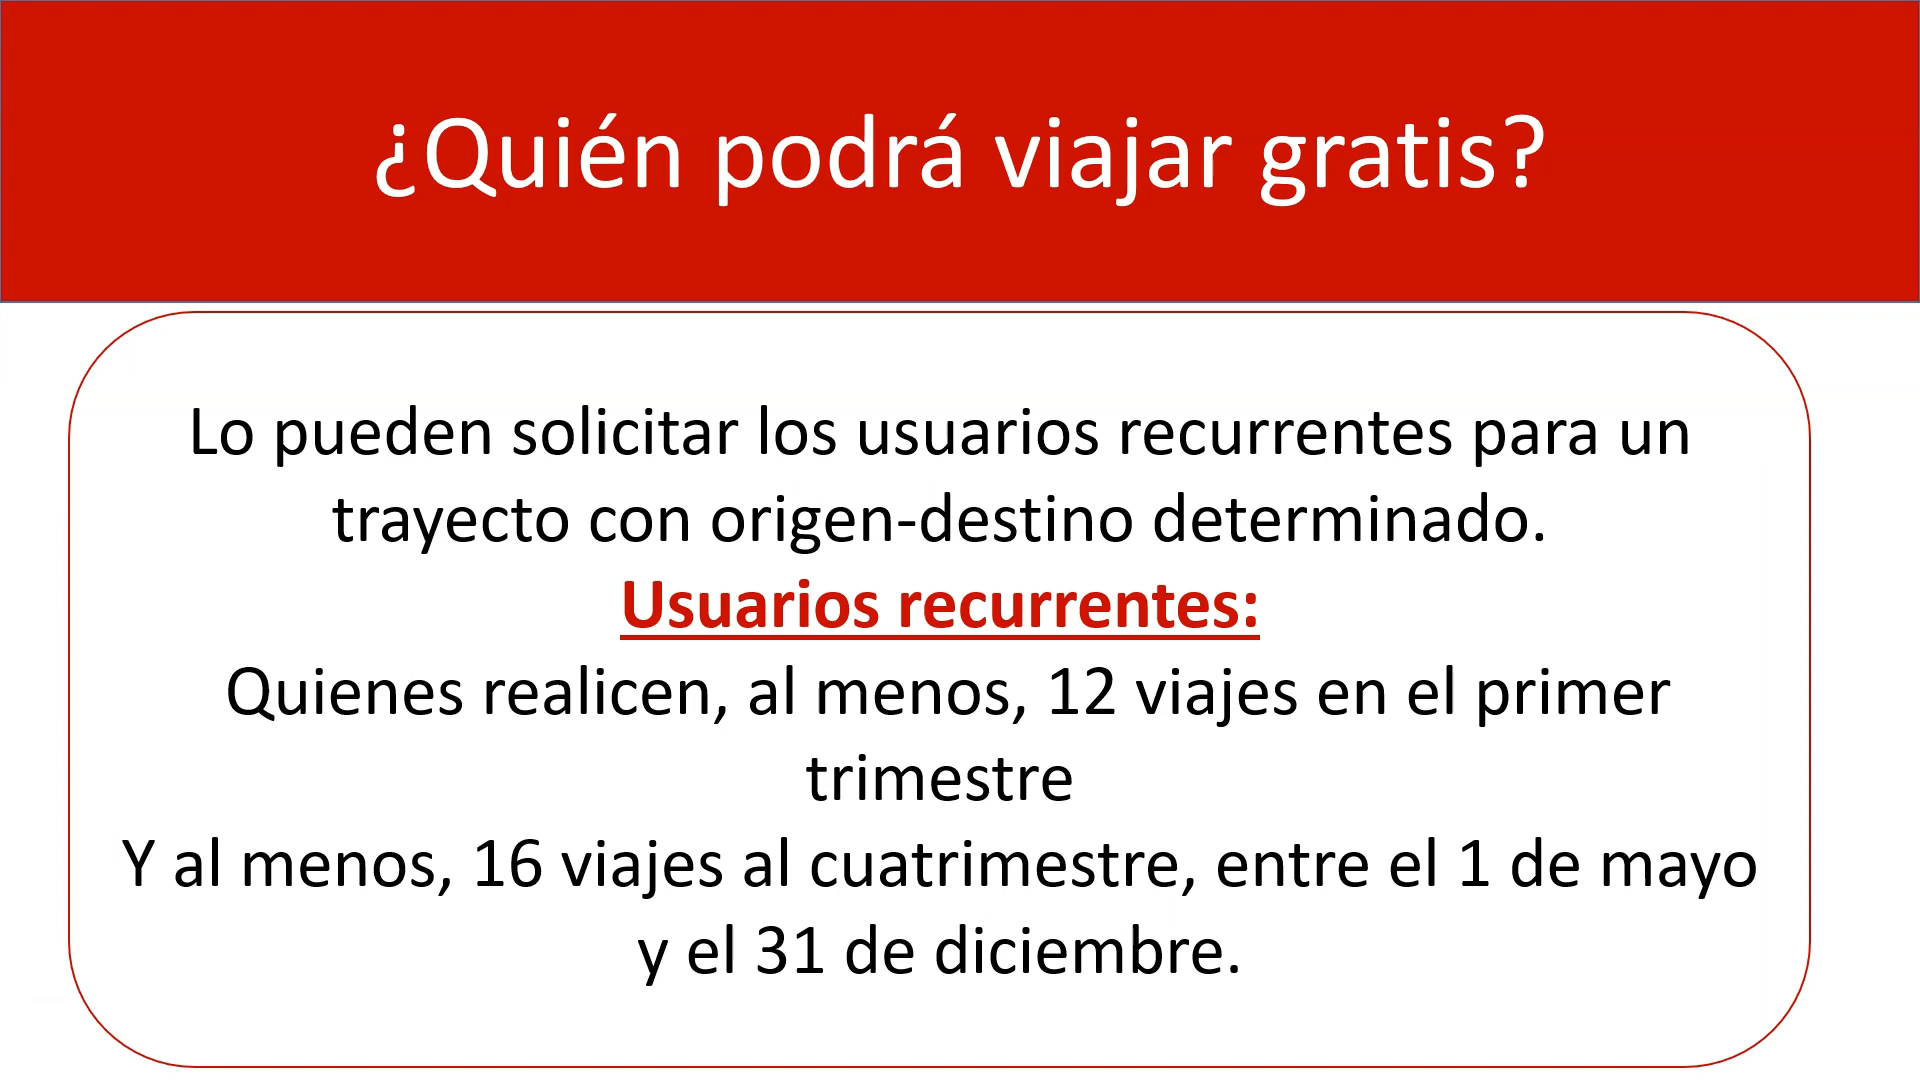 ¿Quién podrá viajar gratis?
Lo pueden solicitar los usuarios recurrentes para un
trayecto con origen-destino determinado.
Usuarios recurrentes:
Quienes realicen, al menos, 12 viajes en el primer
trimestre
Y al menos, 16 viajes al cuatrimestre, entre el 1 de mayo
y el 31 de diciembre.